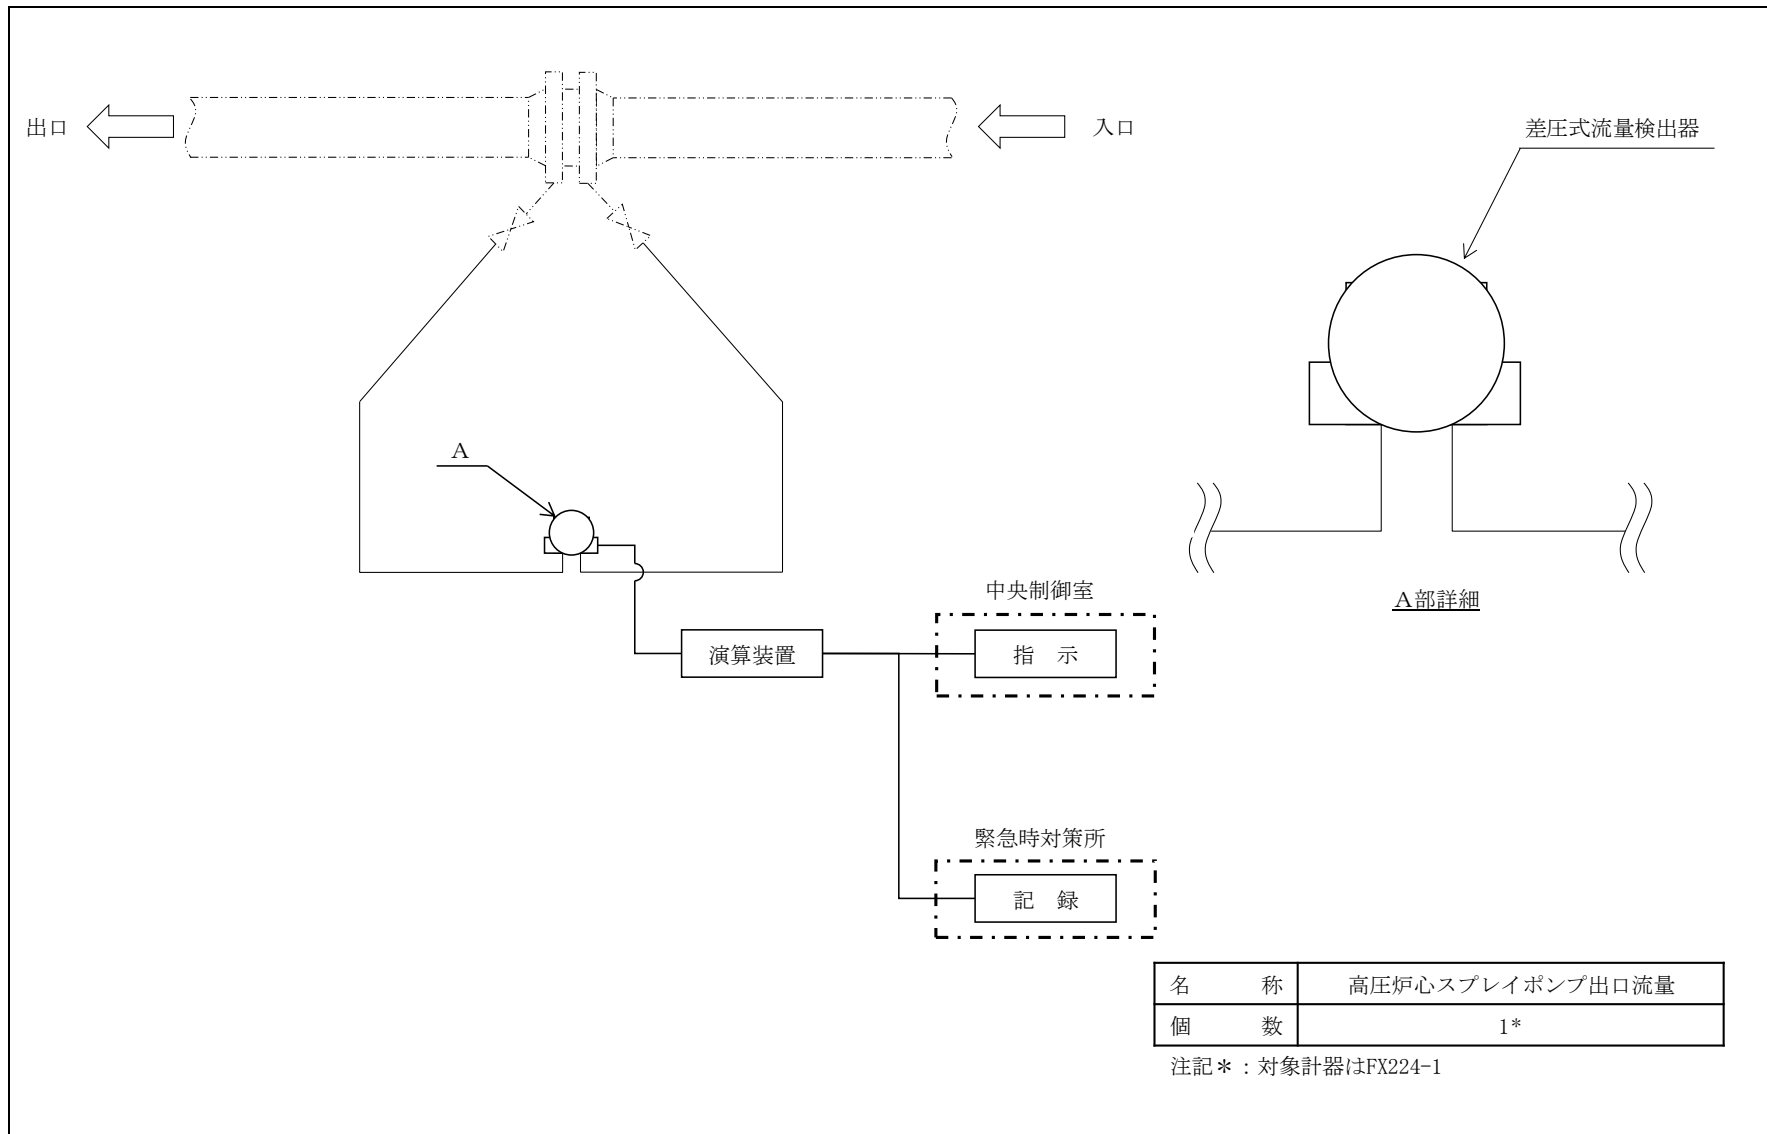 出口
入口
差圧式流量検出器
A
A部詳細
中央制御室
演算装置
指 示
緊急時対策所
記 録
名 称 高圧炉心スプレイポンプ出口流量
個 数 1*
注記*:対象計器はFX224-1